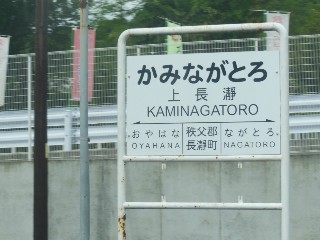 かみながとろ
上長瀞
KAMINAGATORO
おやはな 秩父郡 ながとろ
OYAHANA 長瀞町 NAGATORO